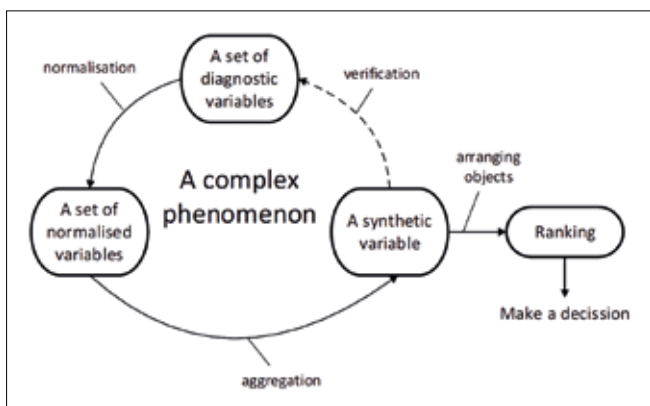 A set of
diagnostic
variables
normalisation
verification
arranging
objects
A complex
phenomenon
A set of
normalised
variables
A synthetic
variable
Ranking
Make a decission
aggregation